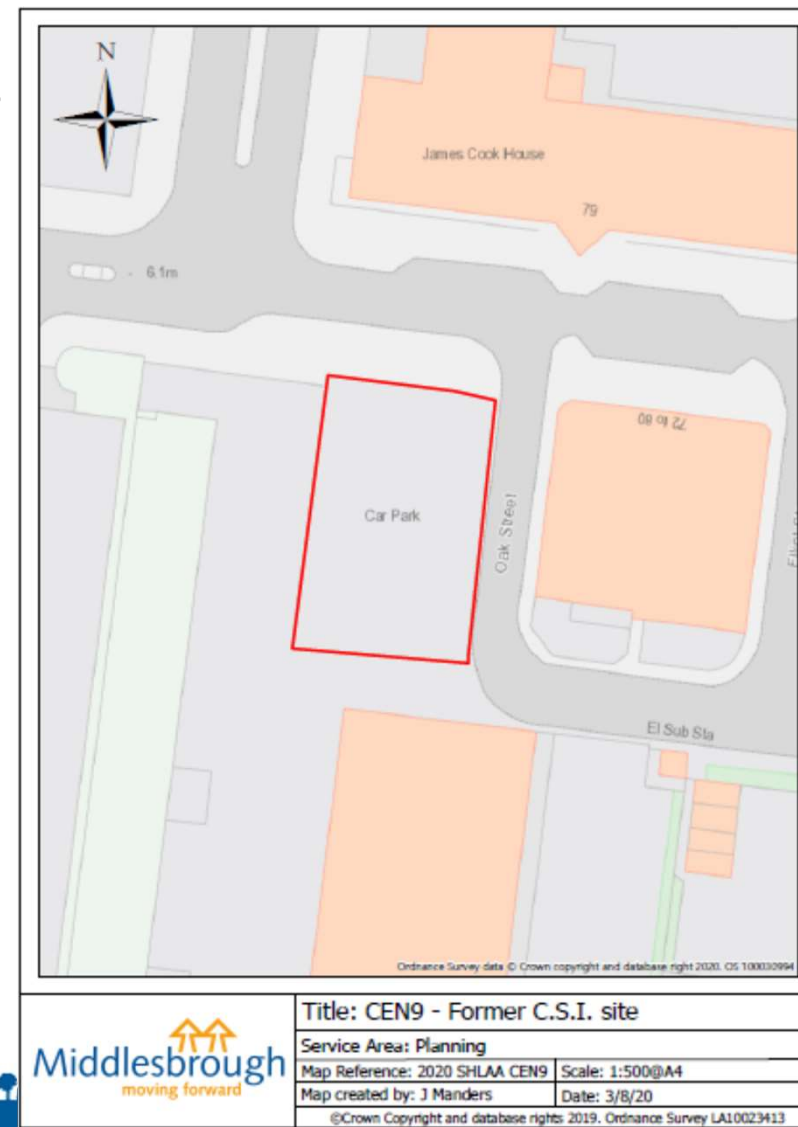 N
James Cook House
79
6.1m
72 to 80
Car Park
Oak Street
El Sub Sta
Ordnance Survey data © Crown copyright and database right 2020. OS 100030994
Middlesbrough
moving forward
Title: CEN9 - Former C.S.I. site
Service Area: Planning
Map Reference: 2020 SHLAA CEN9
Scale: 1:500@A4
Map created by: J Manders
Date: 3/8/20
©Crown Copyright and database rights 2019. Ordnance Survey LA10023413